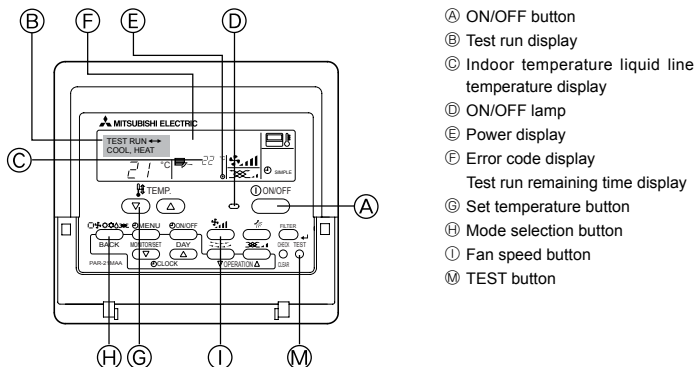 Ⓑ Ⓕ Ⓔ Ⓓ
Ⓒ
Ⓐ
MITSUBISHI ELECTRIC
TEST RUN ↔
COOL, HEAT
21 °C
22 °C
SIMPLE
TEMP.
ON/OFF
MENU ON/OFF FILTER
BACK MONITOR/SET DAY CHECK TEST
PAR-21MAA CLOCK ▽ OPERATION △ CLEAR
Ⓗ Ⓖ Ⓘ Ⓜ
Ⓐ ON/OFF button
Ⓑ Test run display
Ⓒ Indoor temperature liquid line
temperature display
Ⓓ ON/OFF lamp
Ⓔ Power display
Ⓕ Error code display
Test run remaining time display
Ⓖ Set temperature button
Ⓗ Mode selection button
Ⓘ Fan speed button
Ⓜ TEST button